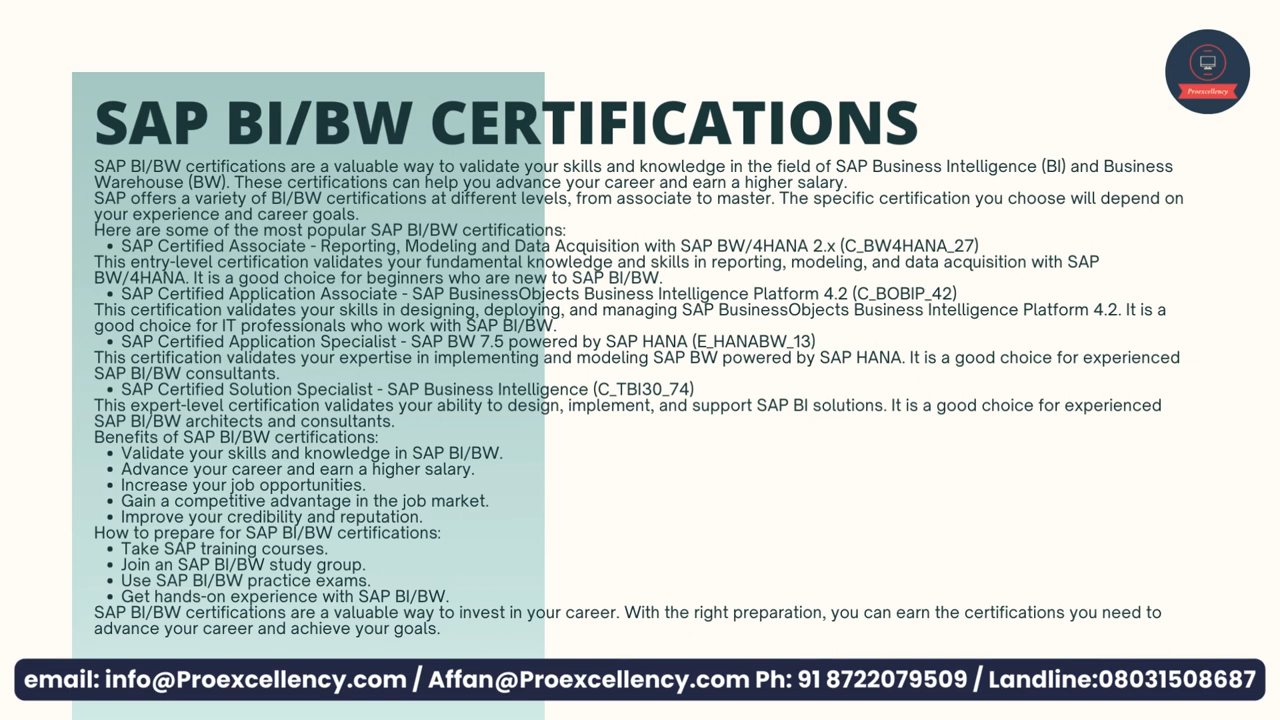 Proexcellency
SAP BI/BW CERTIFICATIONS
SAP BI/BW certifications are a valuable way to validate your skills and knowledge in the field of SAP Business Intelligence (BI) and Business
Warehouse (BW). These certifications can help you advance your career and earn a higher salary.
SAP offers a variety of BI/BW certifications at different levels, from associate to master. The specific certification you choose will depend on
your experience and career goals.
Here are some of the most popular SAP BI/BW certifications:
• SAP Certified Associate - Reporting, Modeling and Data Acquisition with SAP BW/4HANA 2.x (C_BW4HANA_27)
This entry-level certification validates your fundamental knowledge and skills in reporting, modeling, and data acquisition with SAP
BW/4HANA. It is a good choice for beginners who are new to SAP BI/BW.
• SAP Certified Application Associate - SAP BusinessObjects Business Intelligence Platform 4.2 (C_BOBIP_42)
This certification validates your skills in designing, deploying, and managing SAP BusinessObjects Business Intelligence Platform 4.2. It is a
good choice for IT professionals who work with SAP BI/BW.
• SAP Certified Application Specialist - SAP BW 7.5 powered by SAP HANA (E_HANABW_13)
This certification validates your expertise in implementing and modeling SAP BW powered by SAP HANA. It is a good choice for experienced
SAP BI/BW consultants.
• SAP Certified Solution Specialist - SAP Business Intelligence (C_TBI30_74)
This expert-level certification validates your ability to design, implement, and support SAP BI solutions. It is a good choice for experienced
SAP BI/BW architects and consultants.
Benefits of SAP BI/BW certifications:
• Validate your skills and knowledge in SAP BI/BW.
• Advance your career and earn a higher salary.
• Increase your job opportunities.
• Gain a competitive advantage in the job market.
• Improve your credibility and reputation.
How to prepare for SAP BI/BW certifications:
• Take SAP training courses.
• Join an SAP BI/BW study group.
• Use SAP BI/BW practice exams.
• Get hands-on experience with SAP BI/BW.
SAP BI/BW certifications are a valuable way to invest in your career. With the right preparation, you can earn the certifications you need to
advance your career and achieve your goals.
email: info@Proexcellency.com / Affan@Proexcellency.com Ph: 91 8722079509 / Landline:08031508687